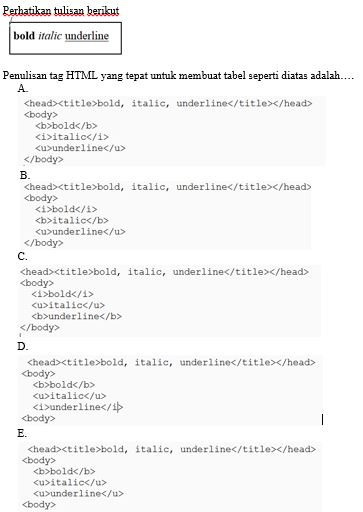 Perhatikan tulisan berikut
bold italic underline
Penulisan tag HTML yang tepat untuk membuat tabel seperti diatas adalah….
A.
<head><title>bold, italic, underline</title></head>
<body>
<b>bold</b>
<i>italic</i>
<u>underline</u>
</body>
B.
<head><title>bold, italic, underline</title></head>
<body>
<i>bold</i>
<b>italic</b>
<u>underline</u>
</body>
C.
<head><title>bold, italic, underline</title></head>
<body>
<i>bold</i>
<u>italic</u>
<b>underline</b>
</body>
D.
<head><title>bold, italic, underline</title></head>
<body>
<b>bold</b>
<u>italic</u>
<i>underline</i>
<body>
E.
<head><title>bold, italic, underline</title></head>
<body>
<b>bold</b>
<u>italic</u>
<u>underline</u>
<body>